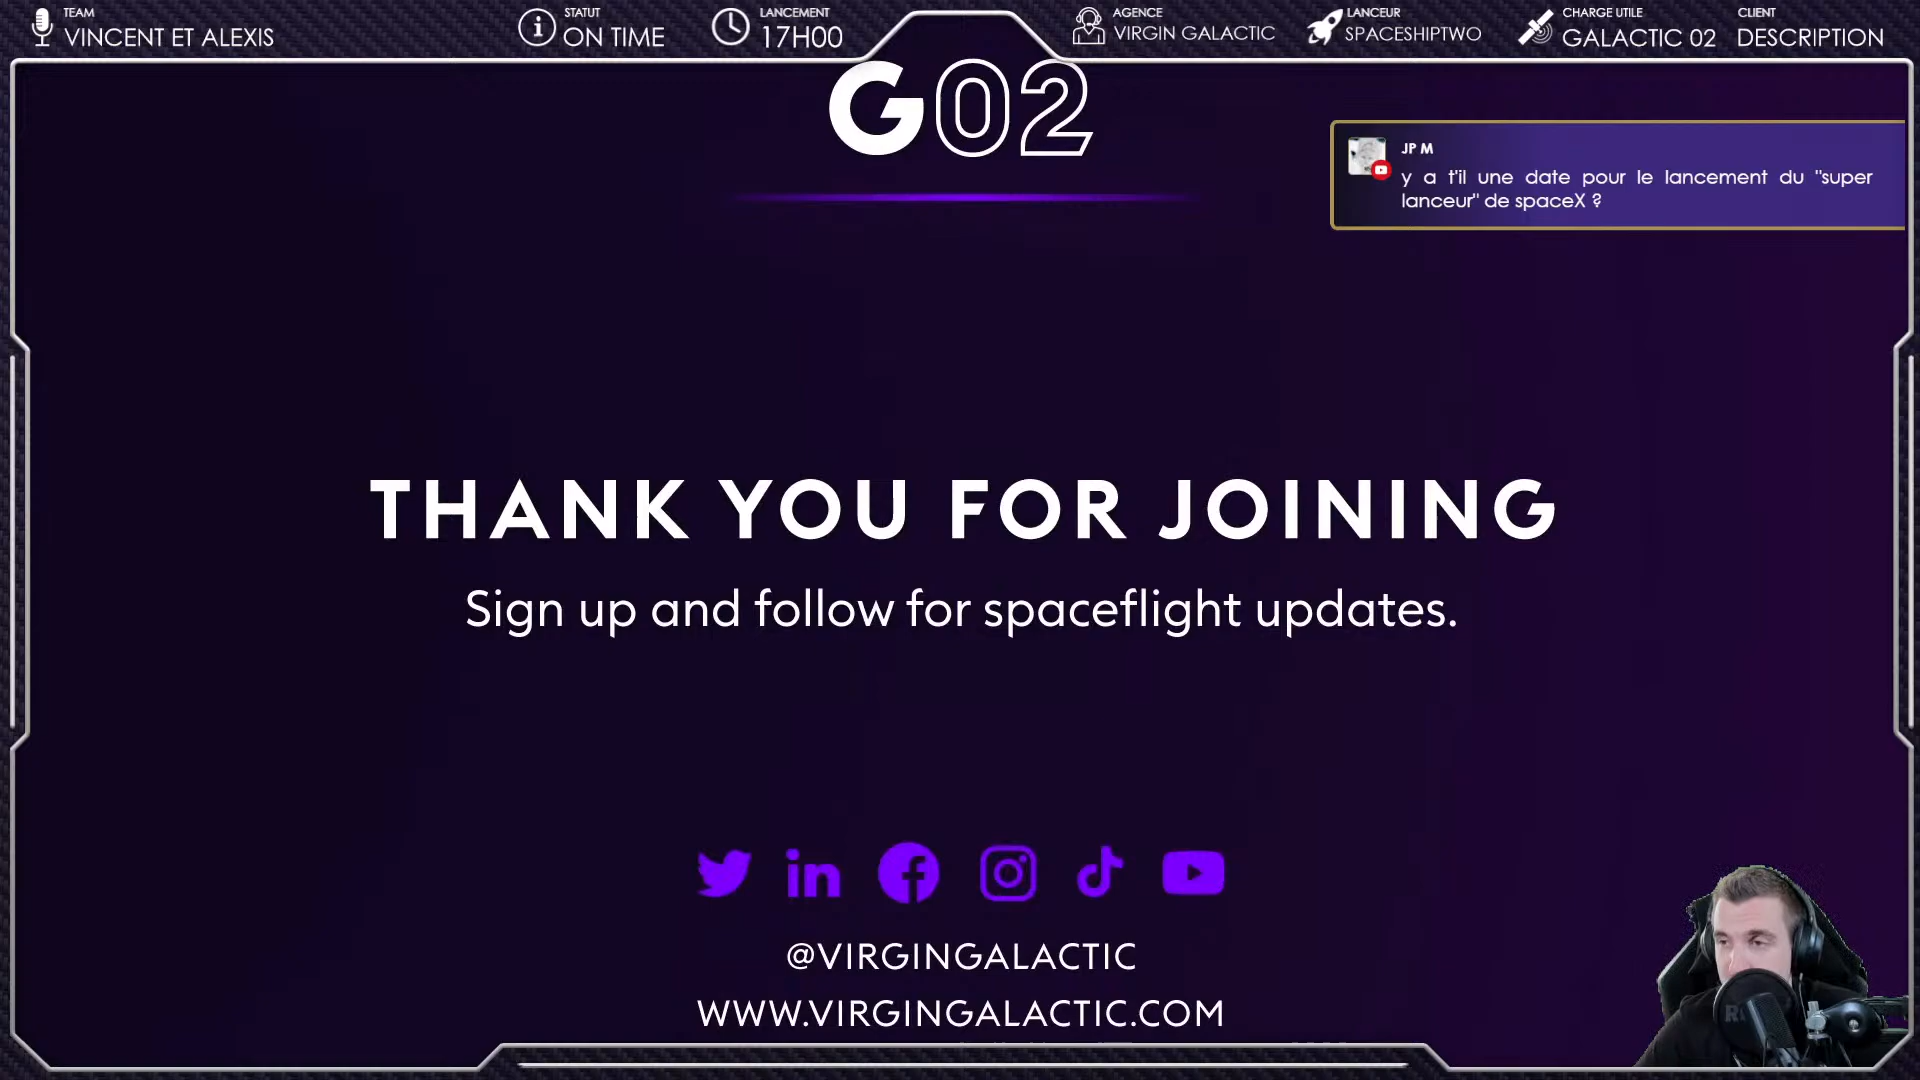 TEAM
VINCENT ET ALEXIS
STATUT
ON TIME
LANCEMENT
17H00
AGENCE
VIRGIN GALACTIC
LANCEUR
SPACESHIPTWO
CHARGE UTILE
GALACTIC 02
CLIENT
DESCRIPTION
G02
JP M
y a t'il une date pour le lancement du "super
lanceur" de spaceX ?
THANK YOU FOR JOINING
Sign up and follow for spaceflight updates.
@VIRGINGALACTIC
WWW.VIRGINGALACTIC.COM